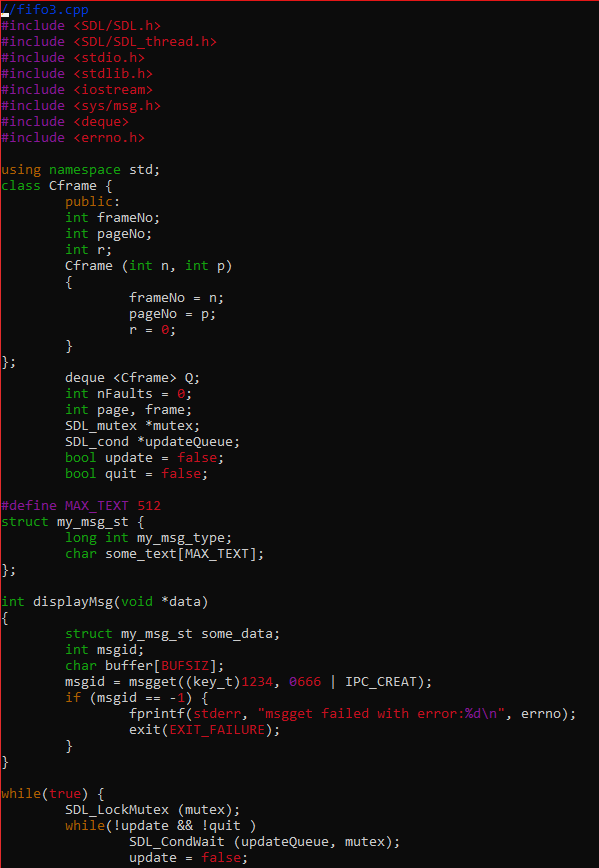 //fifo3.cpp
#include <SDL/SDL.h>
#include <SDL/SDL_thread.h>
#include <stdio.h>
#include <stdlib.h>
#include <iostream>
#include <sys/msg.h>
#include <deque>
#include <errno.h>

using namespace std;
class Cframe {
        public:
        int frameNo;
        int pageNo;
        int r;
        Cframe (int n, int p)
        {
                frameNo = n;
                pageNo = p;
                r = 0;
        }
};
        deque <Cframe> Q;
        int nFaults = 0;
        int page, frame;
        SDL_mutex *mutex;
        SDL_cond *updateQueue;
        bool update = false;
        bool quit = false;

#define MAX_TEXT 512
struct my_msg_st {
        long int my_msg_type;
        char some_text[MAX_TEXT];
};

int displayMsg(void *data)
{
        struct my_msg_st some_data;
        int msgid;
        char buffer[BUFSIZ];
        msgid = msgget((key_t)1234, 0666 | IPC_CREAT);
        if (msgid == -1) {
                fprintf(stderr, "msgget failed with error:%d\n", errno);
                exit(EXIT_FAILURE);
        }
}

while(true) {
        SDL_LockMutex (mutex);
        while(!update && !quit )
                SDL_CondWait (updateQueue, mutex);
                update = false;